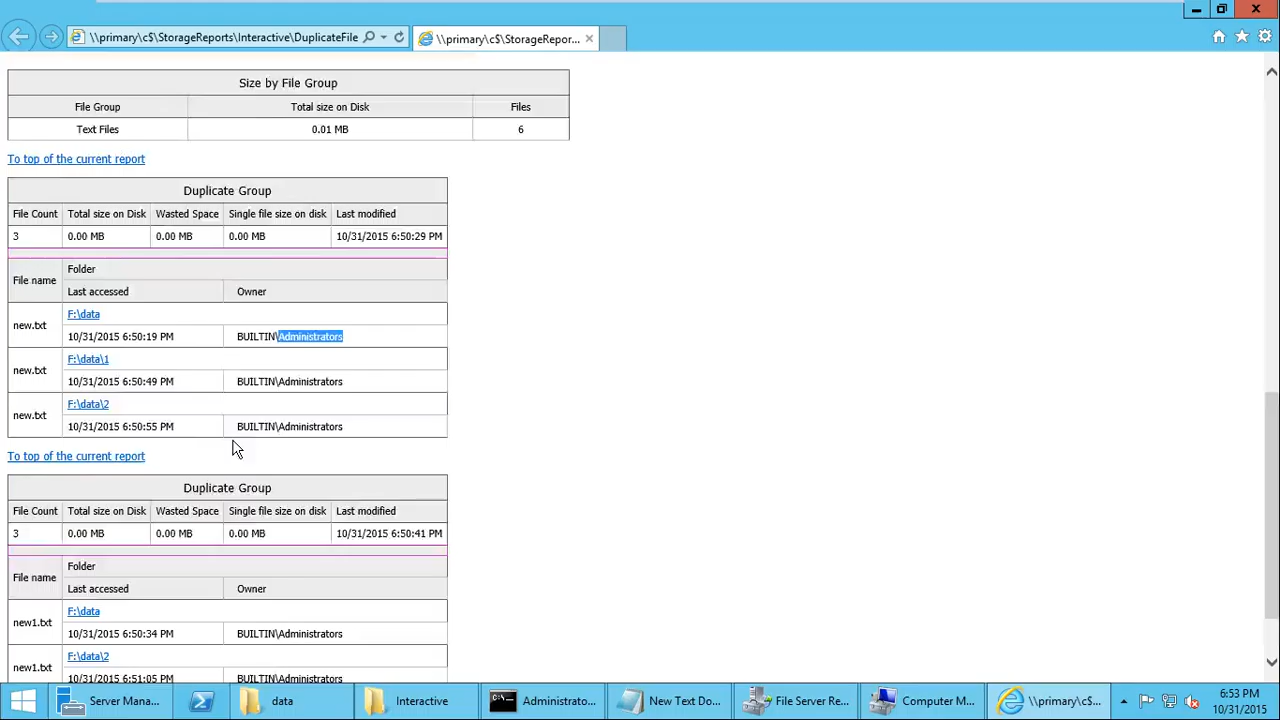 \\primary\c$\StorageReports\Interactive\DuplicateFile
\\primary\c$\StorageRepor...
Size by File Group
File Group Total size on Disk Files
Text Files 0.01 MB 6
To top of the current report
Duplicate Group
File Count Total size on Disk Wasted Space Single file size on disk Last modified
3 0.00 MB 0.00 MB 0.00 MB 10/31/2015 6:50:29 PM
File name
Folder
Last accessed Owner
new.txt
F:\data
10/31/2015 6:50:19 PM BUILTIN\Administrators
new.txt
F:\data\1
10/31/2015 6:50:49 PM BUILTIN\Administrators
new.txt
F:\data\2
10/31/2015 6:50:55 PM BUILTIN\Administrators
To top of the current report
Duplicate Group
File Count Total size on Disk Wasted Space Single file size on disk Last modified
3 0.00 MB 0.00 MB 0.00 MB 10/31/2015 6:50:41 PM
File name
Folder
Last accessed Owner
new1.txt
F:\data
10/31/2015 6:50:34 PM BUILTIN\Administrators
new1.txt
F:\data\2
10/31/2015 6:51:05 PM BUILTIN\Administrators
Server Mana... data Interactive Administrato... New Text Do... File Server Re... Computer M... \\primary\c$...
6:53 PM
10/31/2015